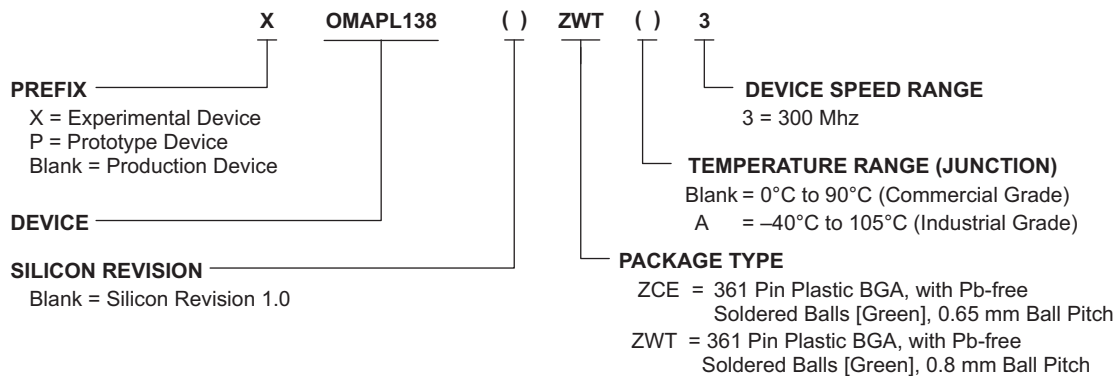 X OMAPL138 ( ) ZWT ( ) 3
PREFIX
X = Experimental Device
P = Prototype Device
Blank = Production Device
DEVICE
SILICON REVISION
Blank = Silicon Revision 1.0
DEVICE SPEED RANGE
3 = 300 Mhz
TEMPERATURE RANGE (JUNCTION)
Blank = 0°C to 90°C (Commercial Grade)
A = –40°C to 105°C (Industrial Grade)
PACKAGE TYPE
ZCE = 361 Pin Plastic BGA, with Pb-free
Soldered Balls [Green], 0.65 mm Ball Pitch
ZWT = 361 Pin Plastic BGA, with Pb-free
Soldered Balls [Green], 0.8 mm Ball Pitch